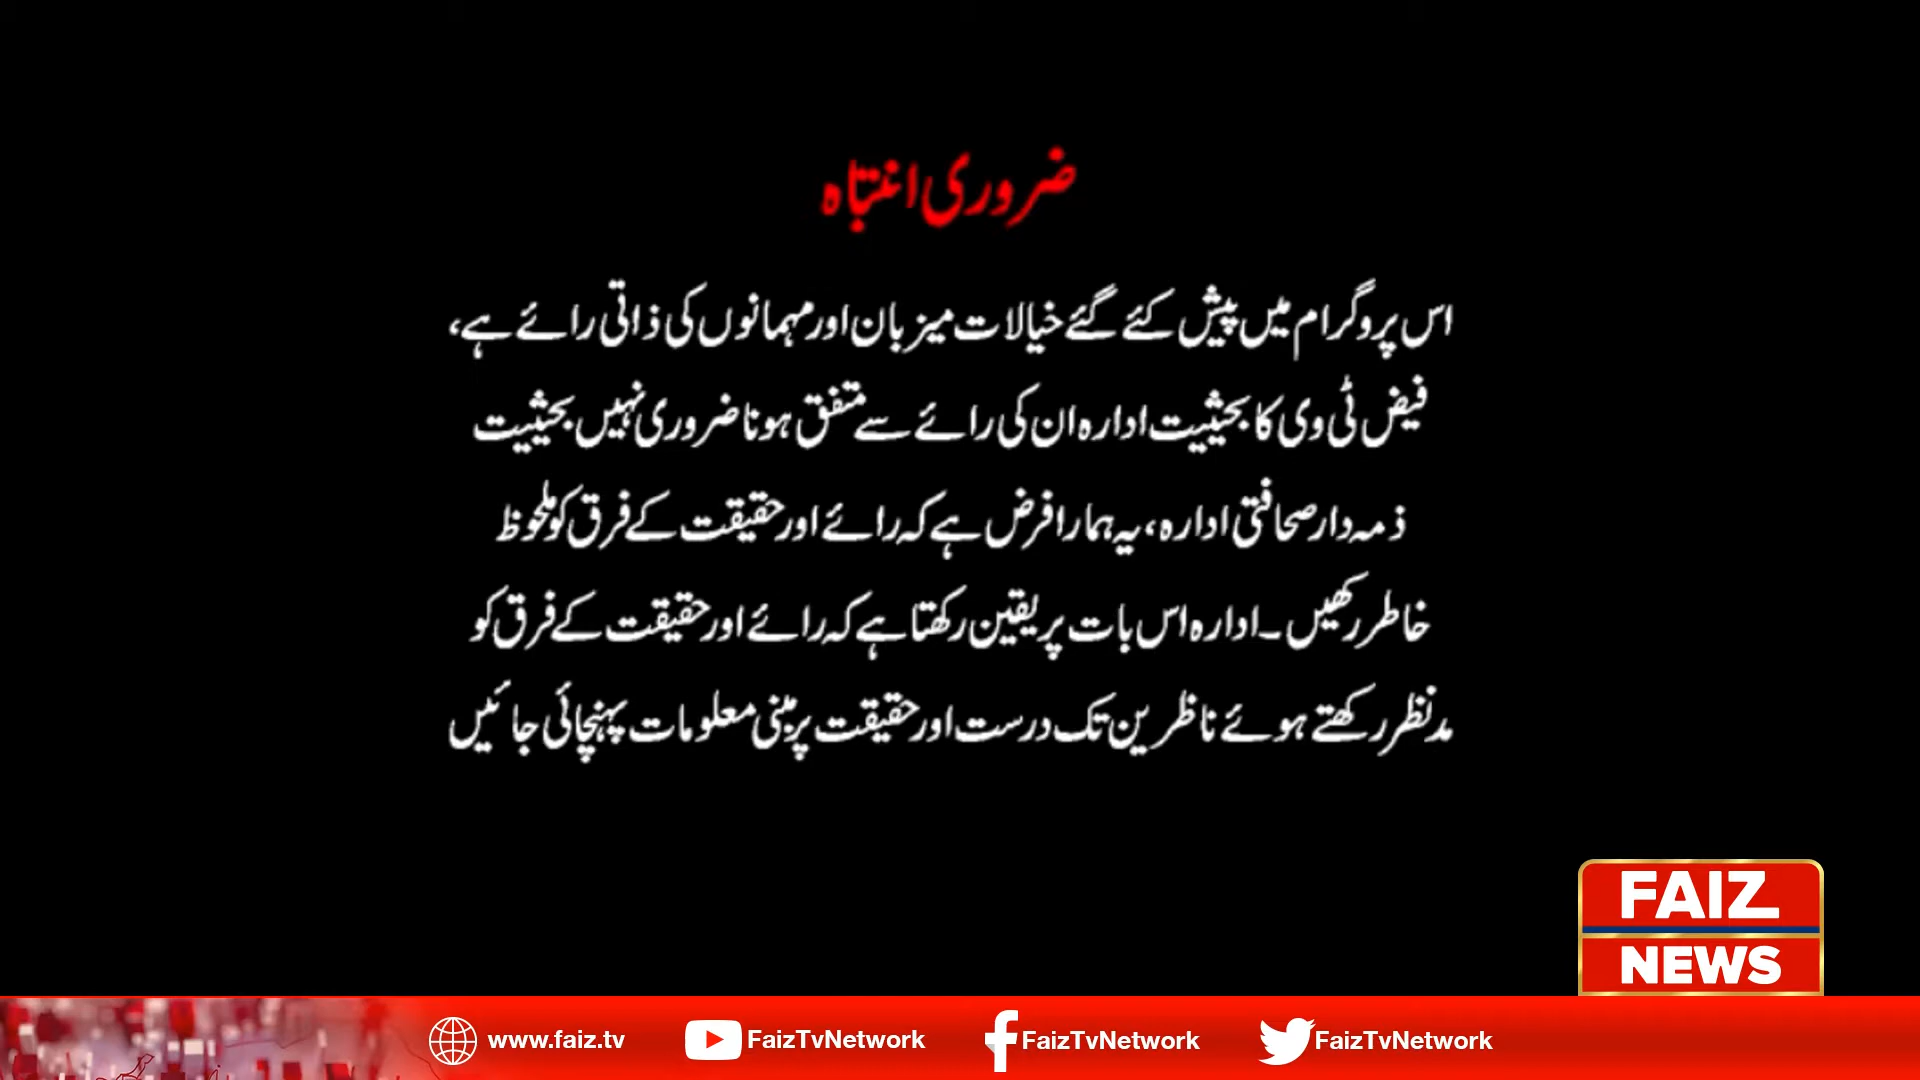 ضروری انتباہ
اس پروگرام میں پیش کئے گئے خیالات میزبان اور مہمانوں کی ذاتی رائے ہے،
فیض ٹی وی کا بحیثیت ادارہ ان کی رائے سے متفق ہونا ضروری نہیں بحیثیت
ذمہ دار صحافتی ادارہ، یہ ہمارا فرض ہے کہ رائے اور حقیقت کے فرق کو ملحوظ
خاطر رکھیں۔ ادارہ اس بات پر یقین رکھتا ہے کہ رائے اور حقیقت کے فرق کو
مدنظر رکھتے ہوئے ناظرین تک درست اور حقیقت پر مبنی معلومات پہنچائی جائیں
FAIZ
NEWS
www.faiz.tv FaizTvNetwork FaizTvNetwork FaizTvNetwork